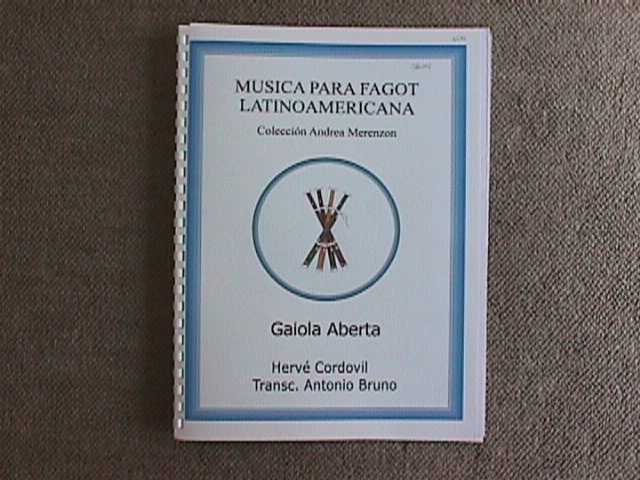 MUSICA PARA FAGOT
LATINOAMERICANA
Colección Andrea Merenzon
Gaiola Aberta
Hervé Cordovil
Transc. Antonio Bruno